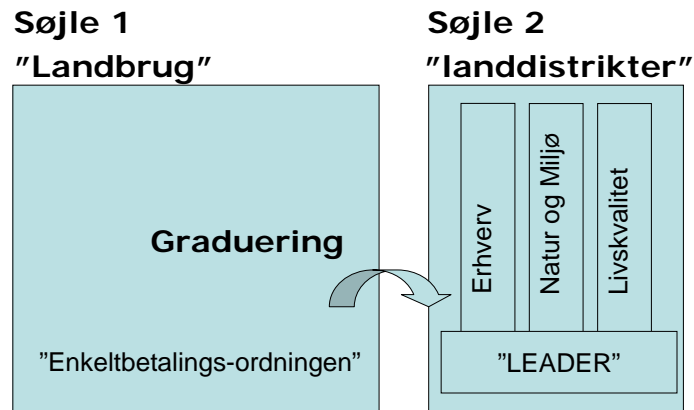 Søjle 1
”Landbrug”
Søjle 2
”landdistrikter”
Graduering
”Enkeltbetalings-ordningen”
Erhverv
Natur og Miljø
Livskvalitet
”LEADER”